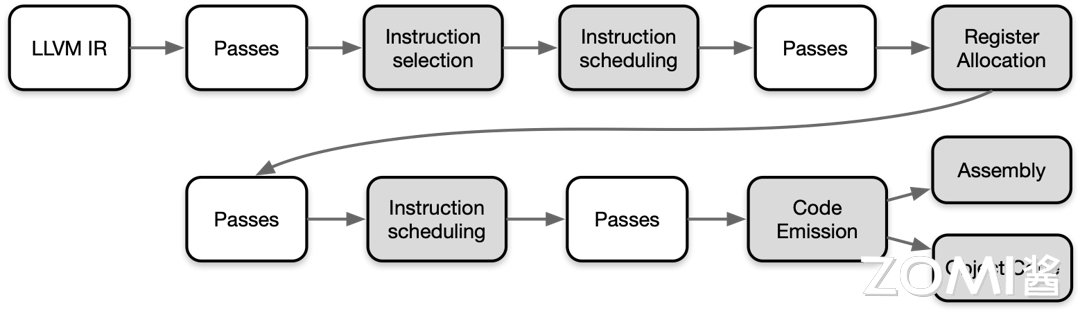 LLVM IR
Passes
Instruction
selection
Instruction
scheduling
Passes
Register
Allocation
Passes
Instruction
scheduling
Passes
Code
Emission
Assembly
Object Code
ZOMI酱